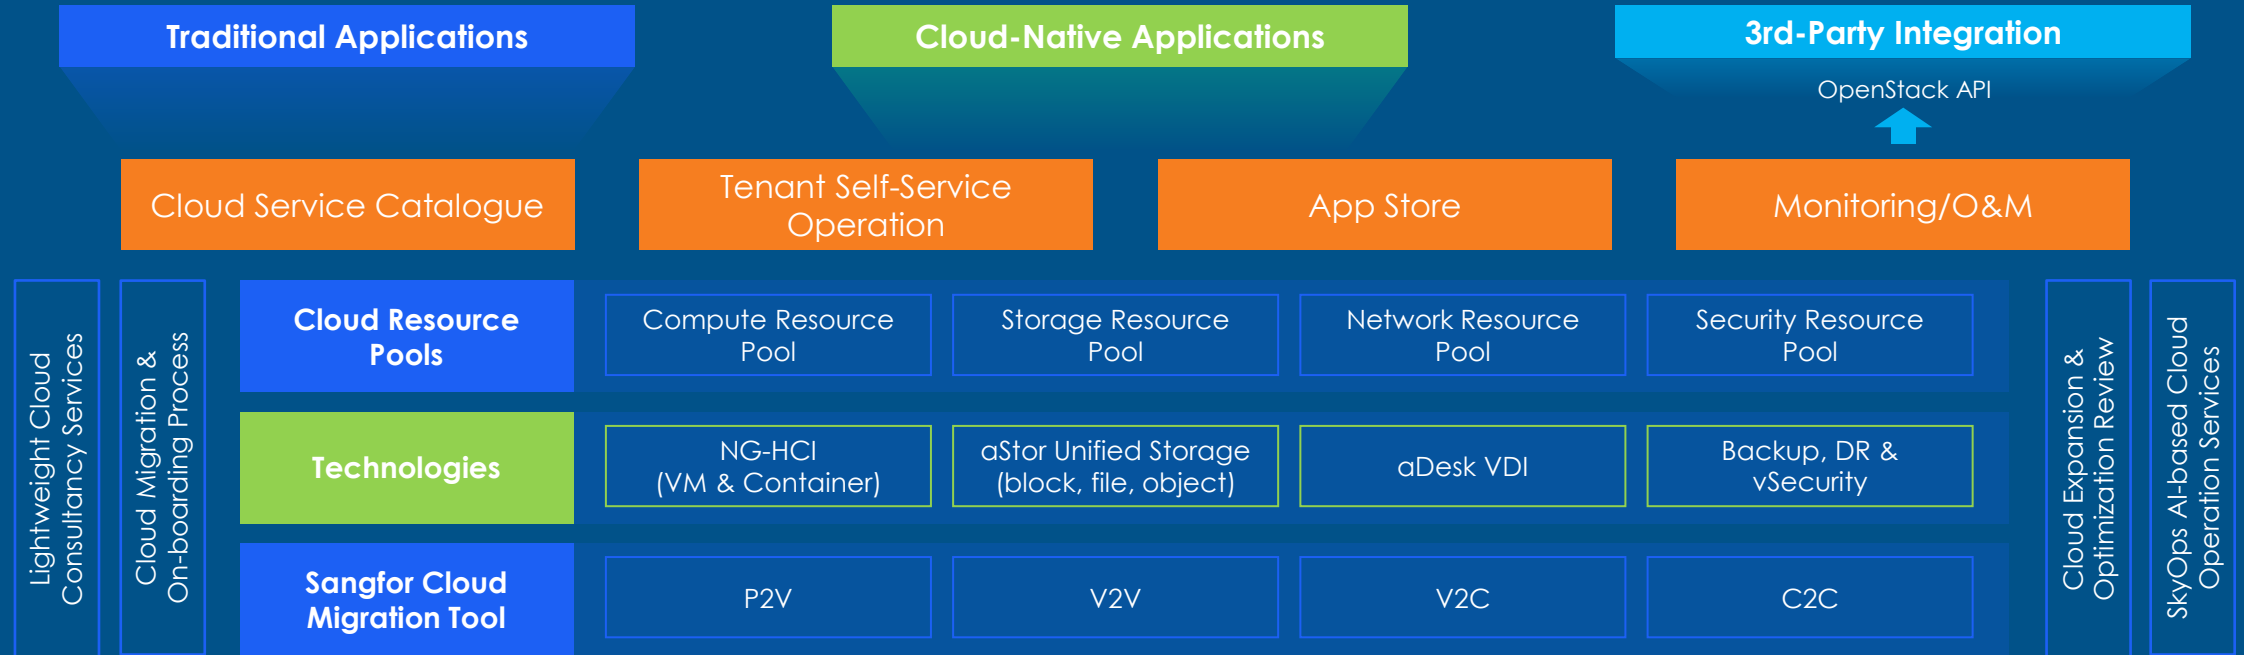 Traditional Applications
Cloud-Native Applications
3rd-Party Integration
OpenStack API
Cloud Service Catalogue
Tenant Self-Service
Operation
App Store
Monitoring/O&M
Lightweight Cloud
Consultancy Services
Cloud Migration &
On-boarding Process
Cloud Resource
Pools
Compute Resource
Pool
Storage Resource
Pool
Network Resource
Pool
Security Resource
Pool
Technologies
NG-HCI
(VM & Container)
aStor Unified Storage
(block, file, object)
aDesk VDI
Backup, DR &
vSecurity
Sangfor Cloud
Migration Tool
P2V
V2V
V2C
C2C
Cloud Expansion &
Optimization Review
SkyOps AI-based Cloud
Operation Services